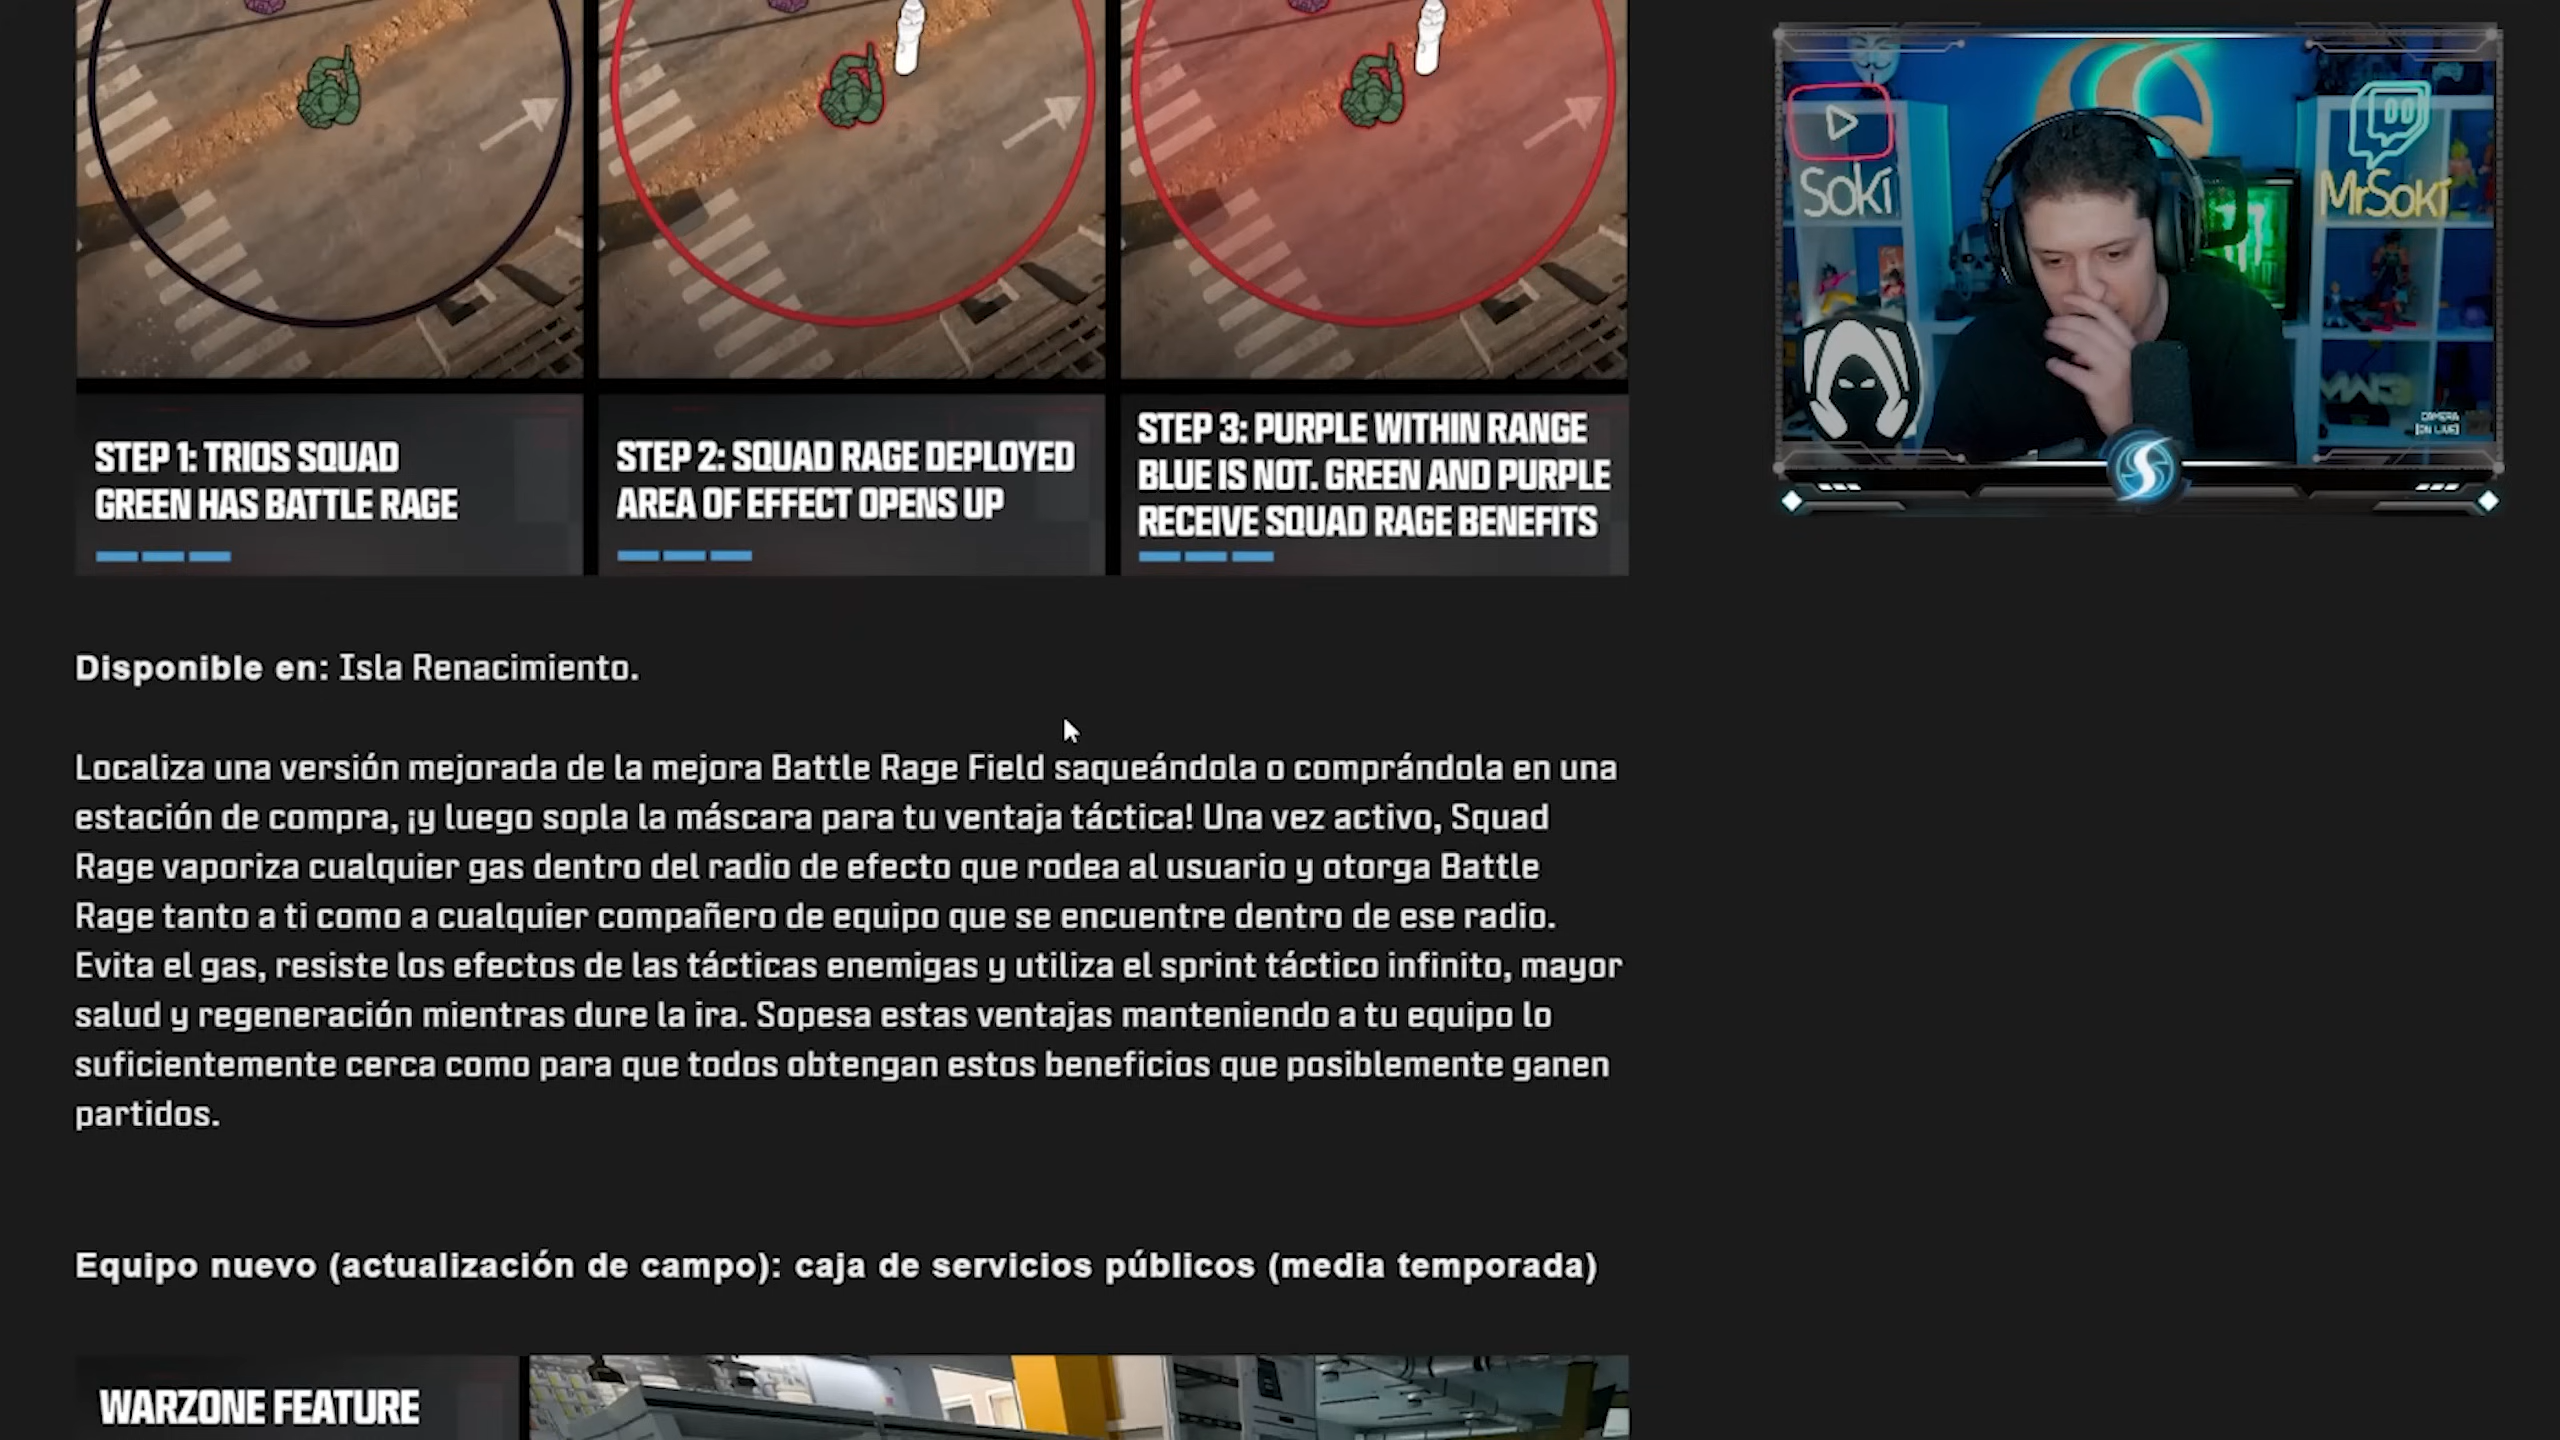 STEP 1: TRIOS SQUAD
GREEN HAS BATTLE RAGE
STEP 2: SQUAD RAGE DEPLOYED
AREA OF EFFECT OPENS UP
STEP 3: PURPLE WITHIN RANGE
BLUE IS NOT. GREEN AND PURPLE
RECEIVE SQUAD RAGE BENEFITS
Soki
MrSoki
MW3
CAMERA
[ON LIVE]
Disponible en: Isla Renacimiento.
Localiza una versión mejorada de la mejora Battle Rage Field saqueándola o comprándola en una
estación de compra, ¡y luego sopla la máscara para tu ventaja táctica! Una vez activo, Squad
Rage vaporiza cualquier gas dentro del radio de efecto que rodea al usuario y otorga Battle
Rage tanto a ti como a cualquier compañero de equipo que se encuentre dentro de ese radio.
Evita el gas, resiste los efectos de las tácticas enemigas y utiliza el sprint táctico infinito, mayor
salud y regeneración mientras dure la ira. Sopesa estas ventajas manteniendo a tu equipo lo
suficientemente cerca como para que todos obtengan estos beneficios que posiblemente ganen
partidos.
Equipo nuevo (actualización de campo): caja de servicios públicos (media temporada)
WARZONE FEATURE